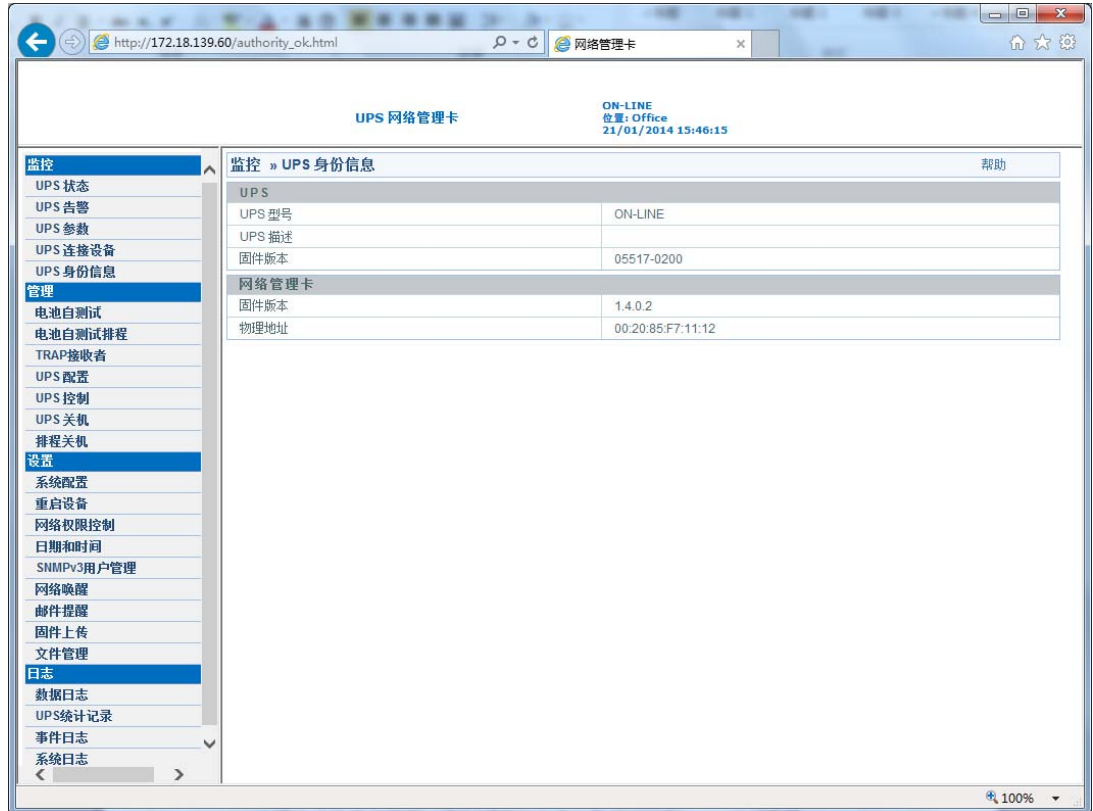 http://172.18.139.60/authority_ok.html
网络管理卡
UPS 网络管理卡
ON-LINE
位置: Office
21/01/2014 15:46:15
监控
UPS 状态
UPS 告警
UPS 参数
UPS 连接设备
UPS 身份信息
管理
电池自测试
电池自测试排程
TRAP接收者
UPS 配置
UPS 控制
UPS 关机
排程关机
设置
系统配置
重启设备
网络权限控制
日期和时间
SNMPv3用户管理
网络唤醒
邮件提醒
固件上传
文件管理
日志
数据日志
UPS统计记录
事件日志
系统日志
监控 » UPS 身份信息 帮助
UPS
UPS 型号 ON-LINE
UPS 描述
固件版本 05517-0200
网络管理卡
固件版本 1.4.0.2
物理地址 00:20:85:F7:11:12
100%